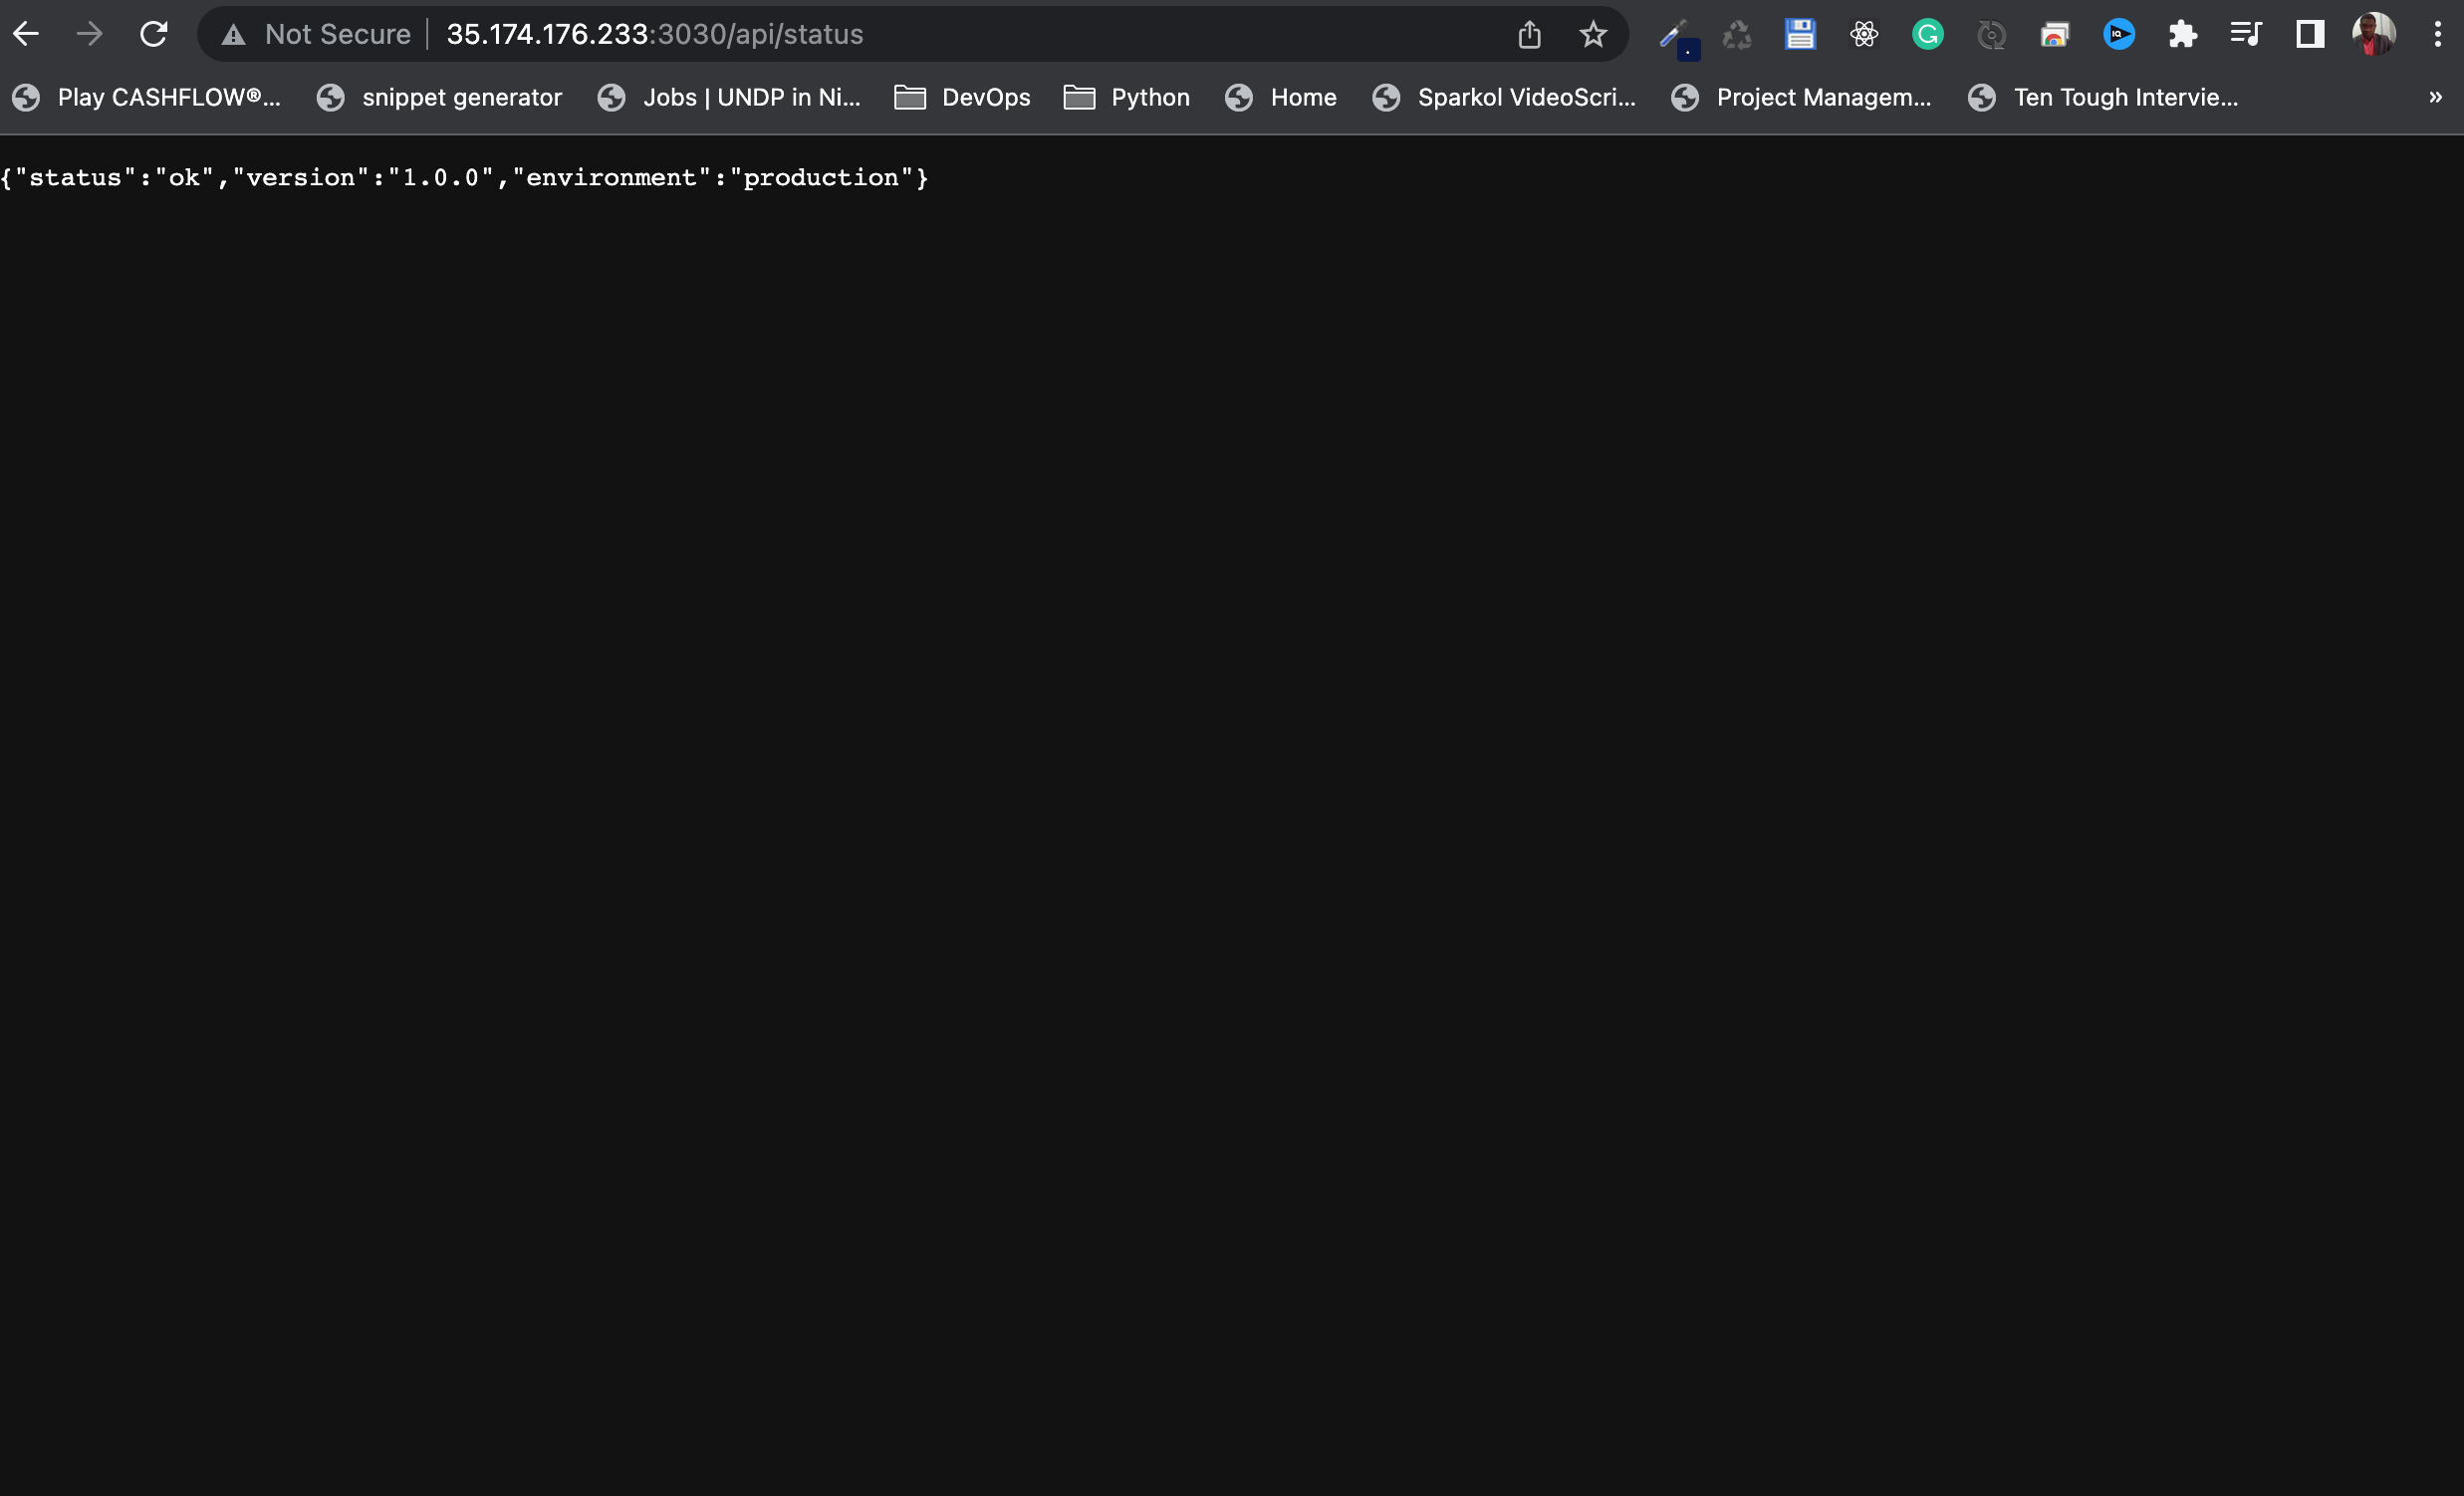 Not Secure 35.174.176.233:3030/api/status
Play CASHFLOW®... snippet generator Jobs | UNDP in Ni... DevOps Python Home Sparkol VideoScri... Project Managem... Ten Tough Intervie... »
{"status":"ok","version":"1.0.0","environment":"production"}